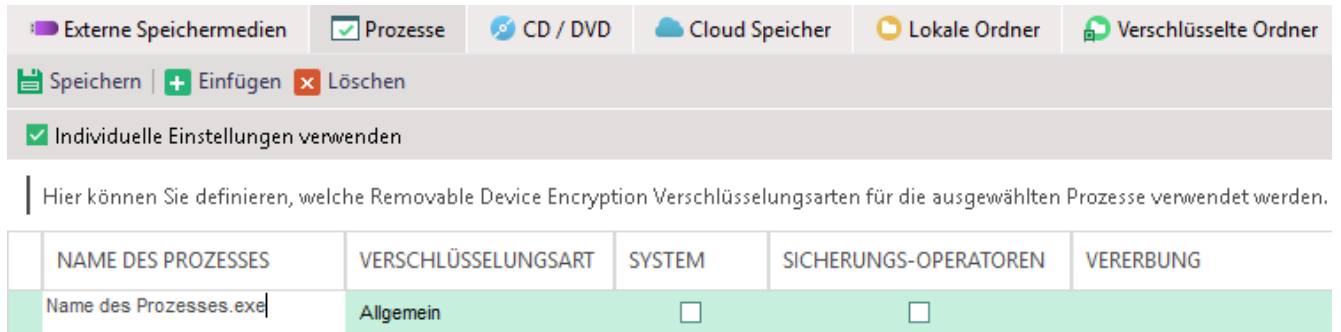 Externe Speichermedien Prozesse CD / DVD Cloud Speicher Lokale Ordner Verschlüsselte Ordner
Speichern Einfügen Löschen
Individuelle Einstellungen verwenden
Hier können Sie definieren, welche Removable Device Encryption Verschlüsselungsarten für die ausgewählten Prozesse verwendet werden.
NAME DES PROZESSES VERSCHLÜSSELUNGSART SYSTEM SICHERUNGS-OPERATOREN VERERBUNG
Name des Prozesses.exe Allgemein